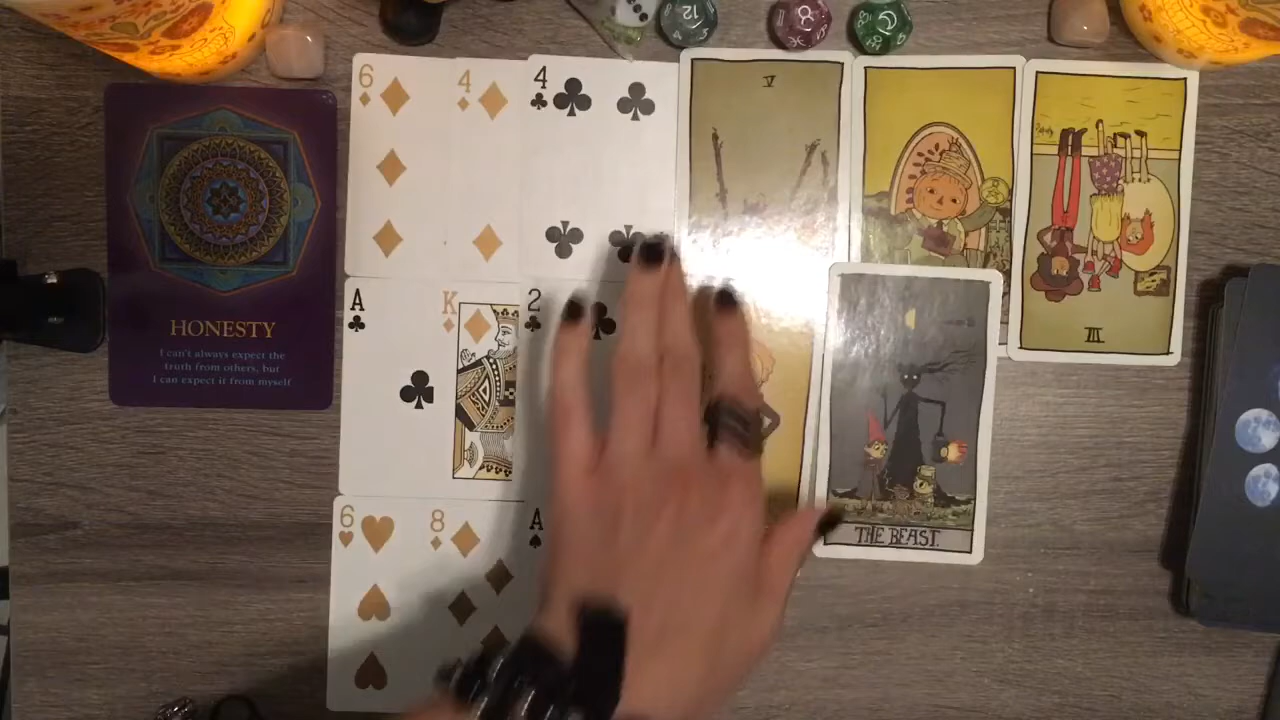 6 4 4
V
III
HONESTY
I can't always expect the
truth from others, but
I can expect it from myself
A K 2
THE BEAST.
6 8 A
12